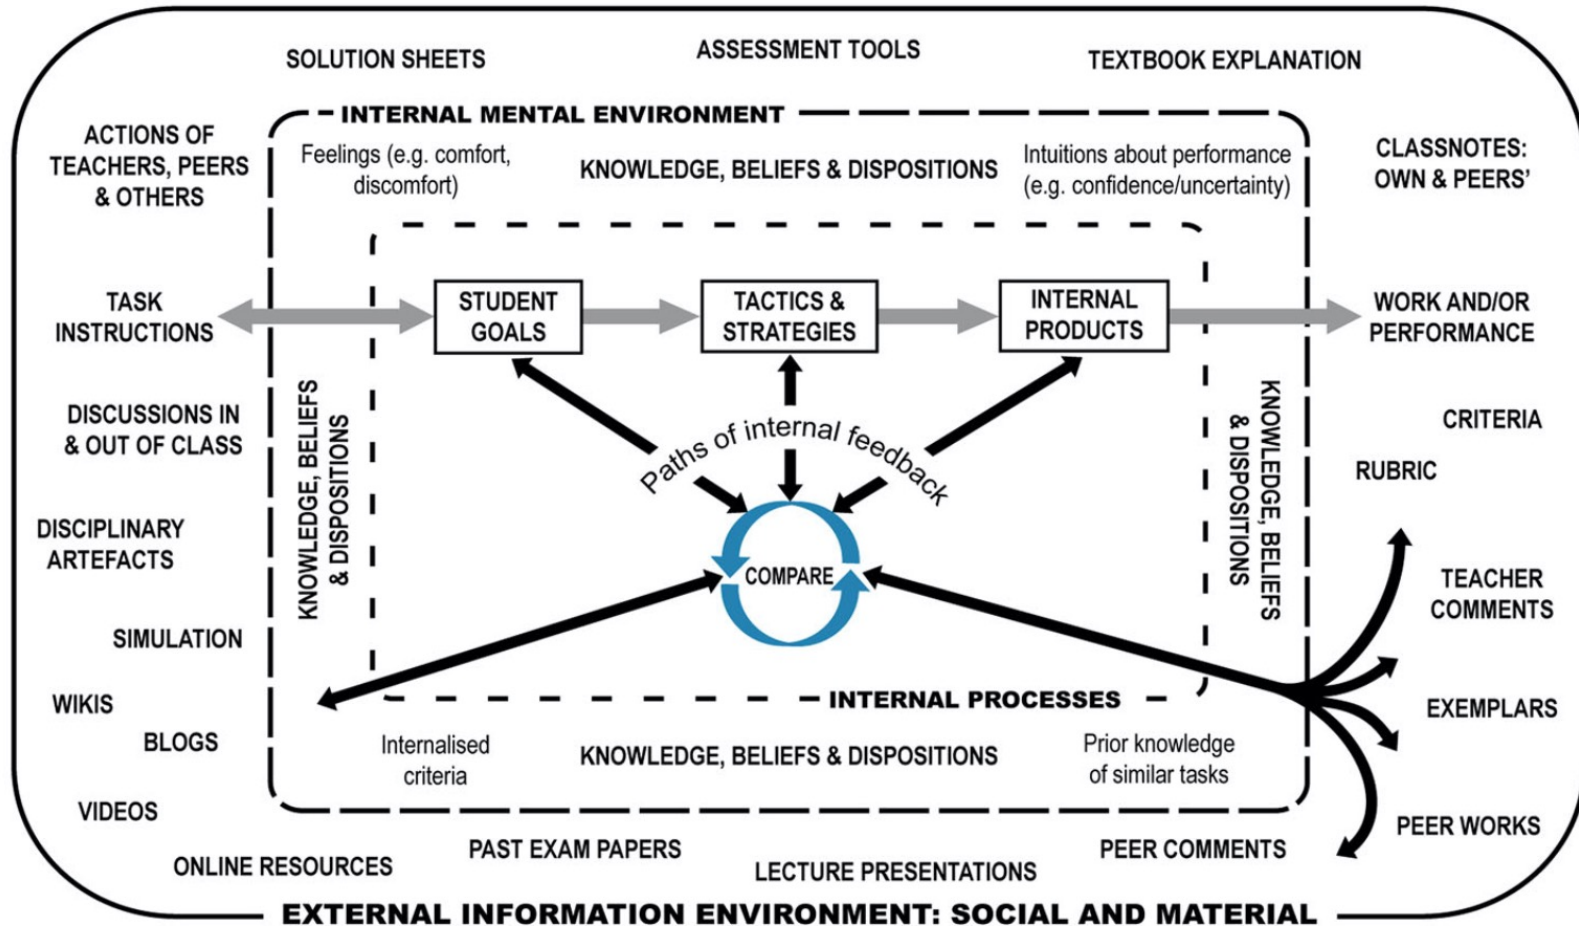 SOLUTION SHEETS
ASSESSMENT TOOLS
TEXTBOOK EXPLANATION
INTERNAL MENTAL ENVIRONMENT
ACTIONS OF
TEACHERS, PEERS
& OTHERS
Feelings (e.g. comfort,
discomfort)
KNOWLEDGE, BELIEFS & DISPOSITIONS
Intuitions about performance
(e.g. confidence/uncertainty)
CLASSNOTES:
OWN & PEERS'
TASK
INSTRUCTIONS
STUDENT
GOALS
TACTICS &
STRATEGIES
INTERNAL
PRODUCTS
WORK AND/OR
PERFORMANCE
DISCUSSIONS IN
& OUT OF CLASS
KNOWLEDGE, BELIEFS
& DISPOSITIONS
Paths of internal feedback
KNOWLEDGE, BELIEFS
& DISPOSITIONS
CRITERIA
RUBRIC
DISCIPLINARY
ARTEFACTS
COMPARE
TEACHER
COMMENTS
SIMULATION
WIKIS
BLOGS
INTERNAL PROCESSES
EXEMPLARS
Internalised
criteria
KNOWLEDGE, BELIEFS & DISPOSITIONS
Prior knowledge
of similar tasks
VIDEOS
PEER WORKS
ONLINE RESOURCES
PAST EXAM PAPERS
LECTURE PRESENTATIONS
PEER COMMENTS
EXTERNAL INFORMATION ENVIRONMENT: SOCIAL AND MATERIAL